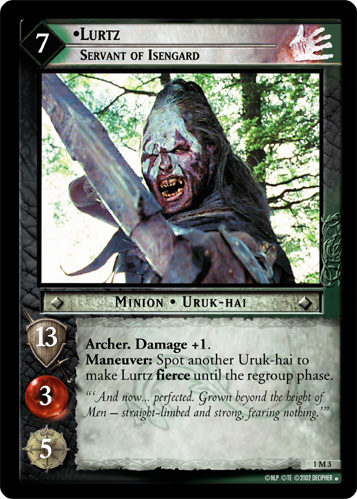 7
•Lurtz
Servant of Isengard
Minion • Uruk-hai
13
3
5
Archer. Damage +1.
Maneuver: Spot another Uruk-hai to
make Lurtz fierce until the regroup phase.
“‘And now... perfected. Grown beyond the height of
Men — straight-limbed and strong, fearing nothing.’”
1 M 3
©NLP ©TE ©2002 DECIPHER